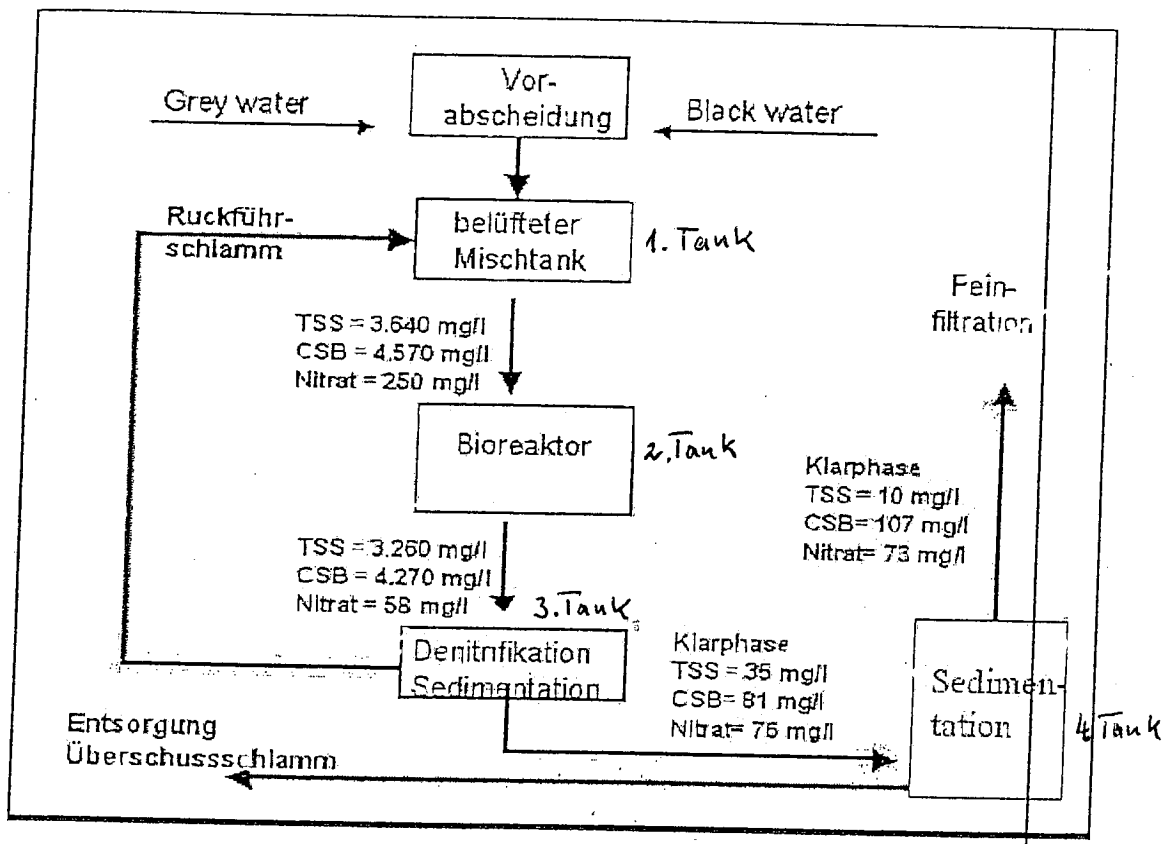 Vor-
abscheidung
Grey water
Black water
Ruckführ-
schlamm
belüfteter
Mischtank
1. Tank
TSS = 3.640 mg/l
CSB = 4.570 mg/l
Nitrat = 250 mg/l
Fein-
filtration
Bioreaktor
2. Tank
Klarphase
TSS = 10 mg/l
CSB= 107 mg/l
Nitrat= 73 mg/l
TSS = 3.260 mg/l
CSB = 4.270 mg/l
Nitrat = 58 mg/l
3. Tank
Denitrifikation
Sedimentation
Klarphase
TSS = 35 mg/l
CSB= 81 mg/l
Nitrat= 75 mg/l
Sedimen-
tation
4. Tank
Entsorgung
Überschussschlamm